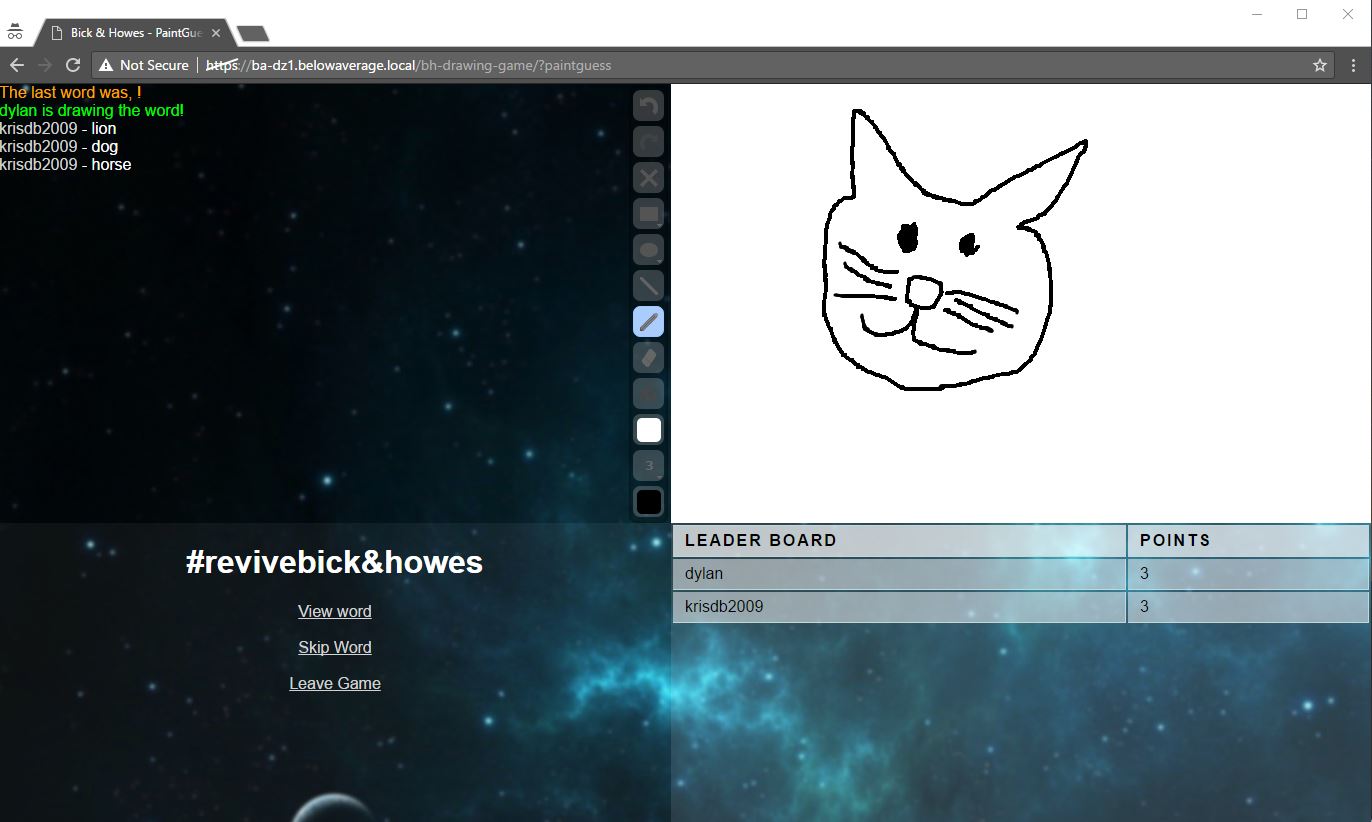 Bick & Howes - PaintGue
Not Secure https://ba-dz1.belowaverage.local/bh-drawing-game/?paintguess
The last word was, !
dylan is drawing the word!
krisdb2009 - lion
krisdb2009 - dog
krisdb2009 - horse
3
#revivebick&howes
View word
Skip Word
Leave Game
LEADER BOARD POINTS
dylan 3
krisdb2009 3